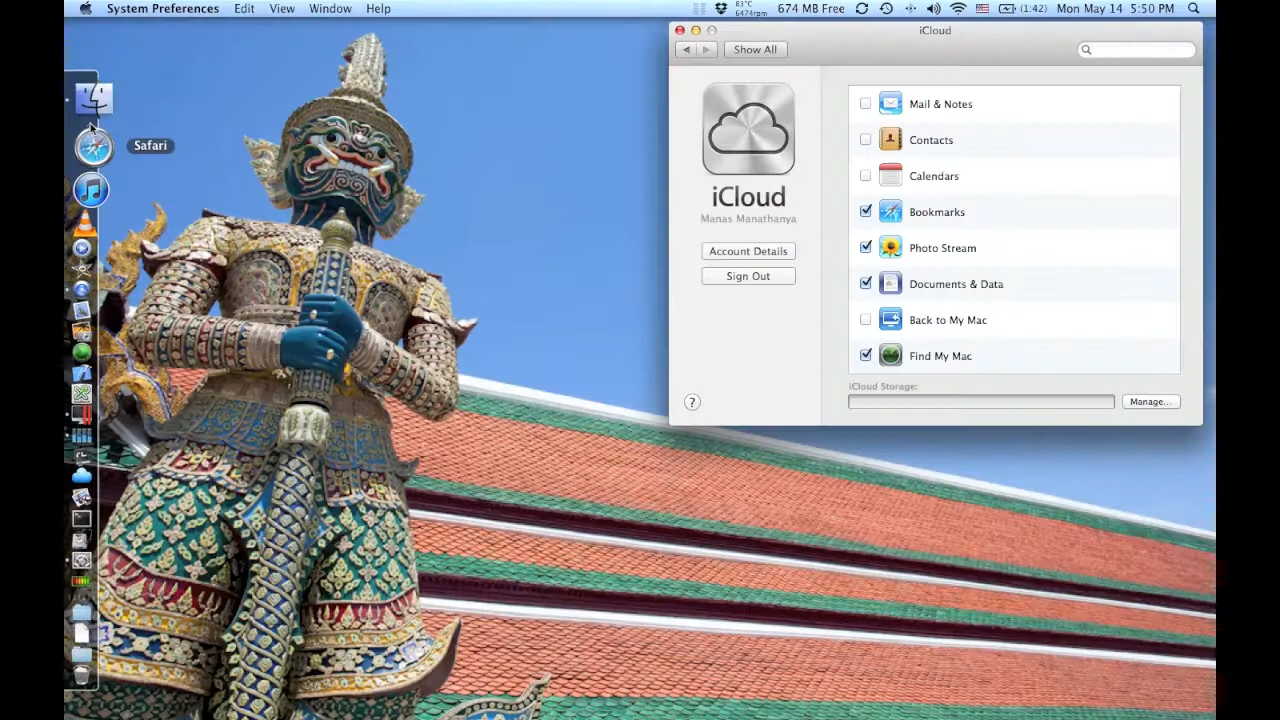 System Preferences Edit View Window Help 83°C 6474rpm 674 MB Free (1:42) Mon May 14 5:50 PM
iCloud
Show All
Safari
iCloud
Manas Manathanya
Account Details
Sign Out
Mail & Notes
Contacts
Calendars
Bookmarks
Photo Stream
Documents & Data
Back to My Mac
Find My Mac
iCloud Storage:
Manage...
?